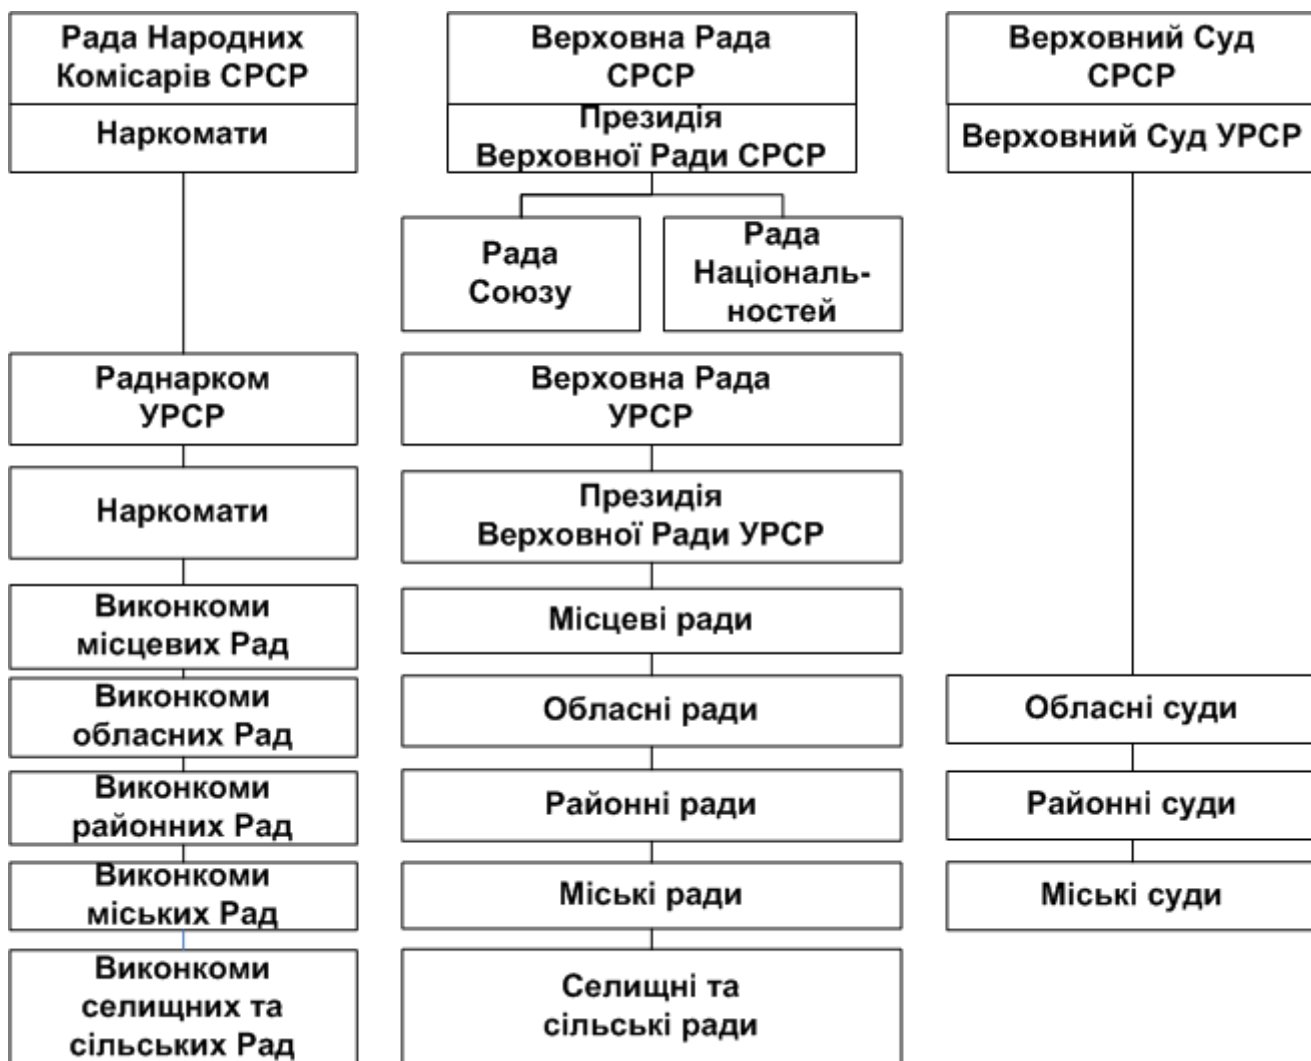 Рада Народних
Комісарів СРСР
Наркомати
Верховна Рада
СРСР
Президія
Верховної Ради СРСР
Верховний Суд
СРСР
Верховний Суд УРСР
Рада
Союзу
Рада
Національ-
ностей
Раднарком
УРСР
Верховна Рада
УРСР
Наркомати
Президія
Верховної Ради УРСР
Виконкоми
місцевих Рад
Місцеві ради
Виконкоми
обласних Рад
Обласні ради
Обласні суди
Виконкоми
районних Рад
Районні ради
Районні суди
Виконкоми
міських Рад
Міські ради
Міські суди
Виконкоми
селищних та
сільських Рад
Селищні та
сільські ради